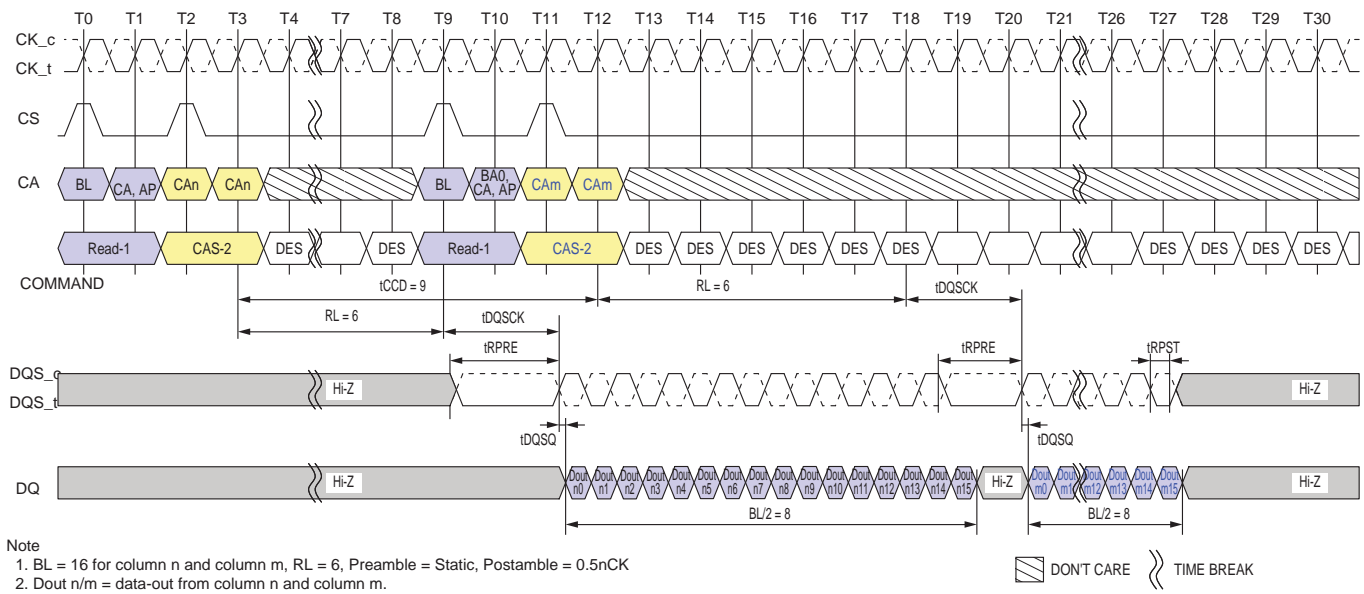 T0 T1 T2 T3 T4 T7 T8 T9 T10 T11 T12 T13 T14 T15 T16 T17 T18 T19 T20 T21 T26 T27 T28 T29 T30
CK_c
CK_t
CS
CA BL CA, AP CAn CAn BL BA0, CA, AP CAm CAm
Read-1 CAS-2 DES DES Read-1 CAS-2 DES DES DES DES DES DES DES DES DES DES
COMMAND
tCCD = 9 RL = 6 tDQSCK
RL = 6 tDQSCK
tRPRE tRPRE tRPST
DQS_c
DQS_t
Hi-Z Hi-Z
tDQSQ tDQSQ
DQ Hi-Z Dout n0 Dout n1 Dout n2 Dout n3 Dout n4 Dout n5 Dout n6 Dout n7 Dout n8 Dout n9 Dout n10 Dout n11 Dout n12 Dout n13 Dout n14 Dout n15 Hi-Z Dout m0 Dout m1 Dout m12 Dout m13 Dout m14 Dout m15 Hi-Z
BL/2 = 8 BL/2 = 8
Note
1. BL = 16 for column n and column m, RL = 6, Preamble = Static, Postamble = 0.5nCK
2. Dout n/m = data-out from column n and column m.
DON'T CARE TIME BREAK